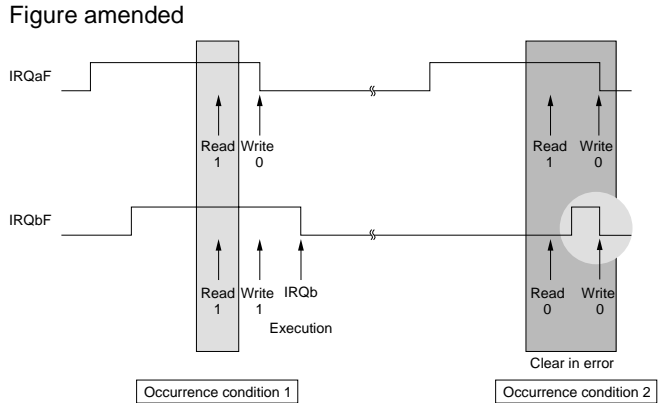 Figure amended
IRQaF
Read 1 Write 0
Read 1 Write 0
IRQbF
Read 1 Write 1 IRQb
Execution
Read 0 Write 0
Clear in error
Occurrence condition 1
Occurrence condition 2